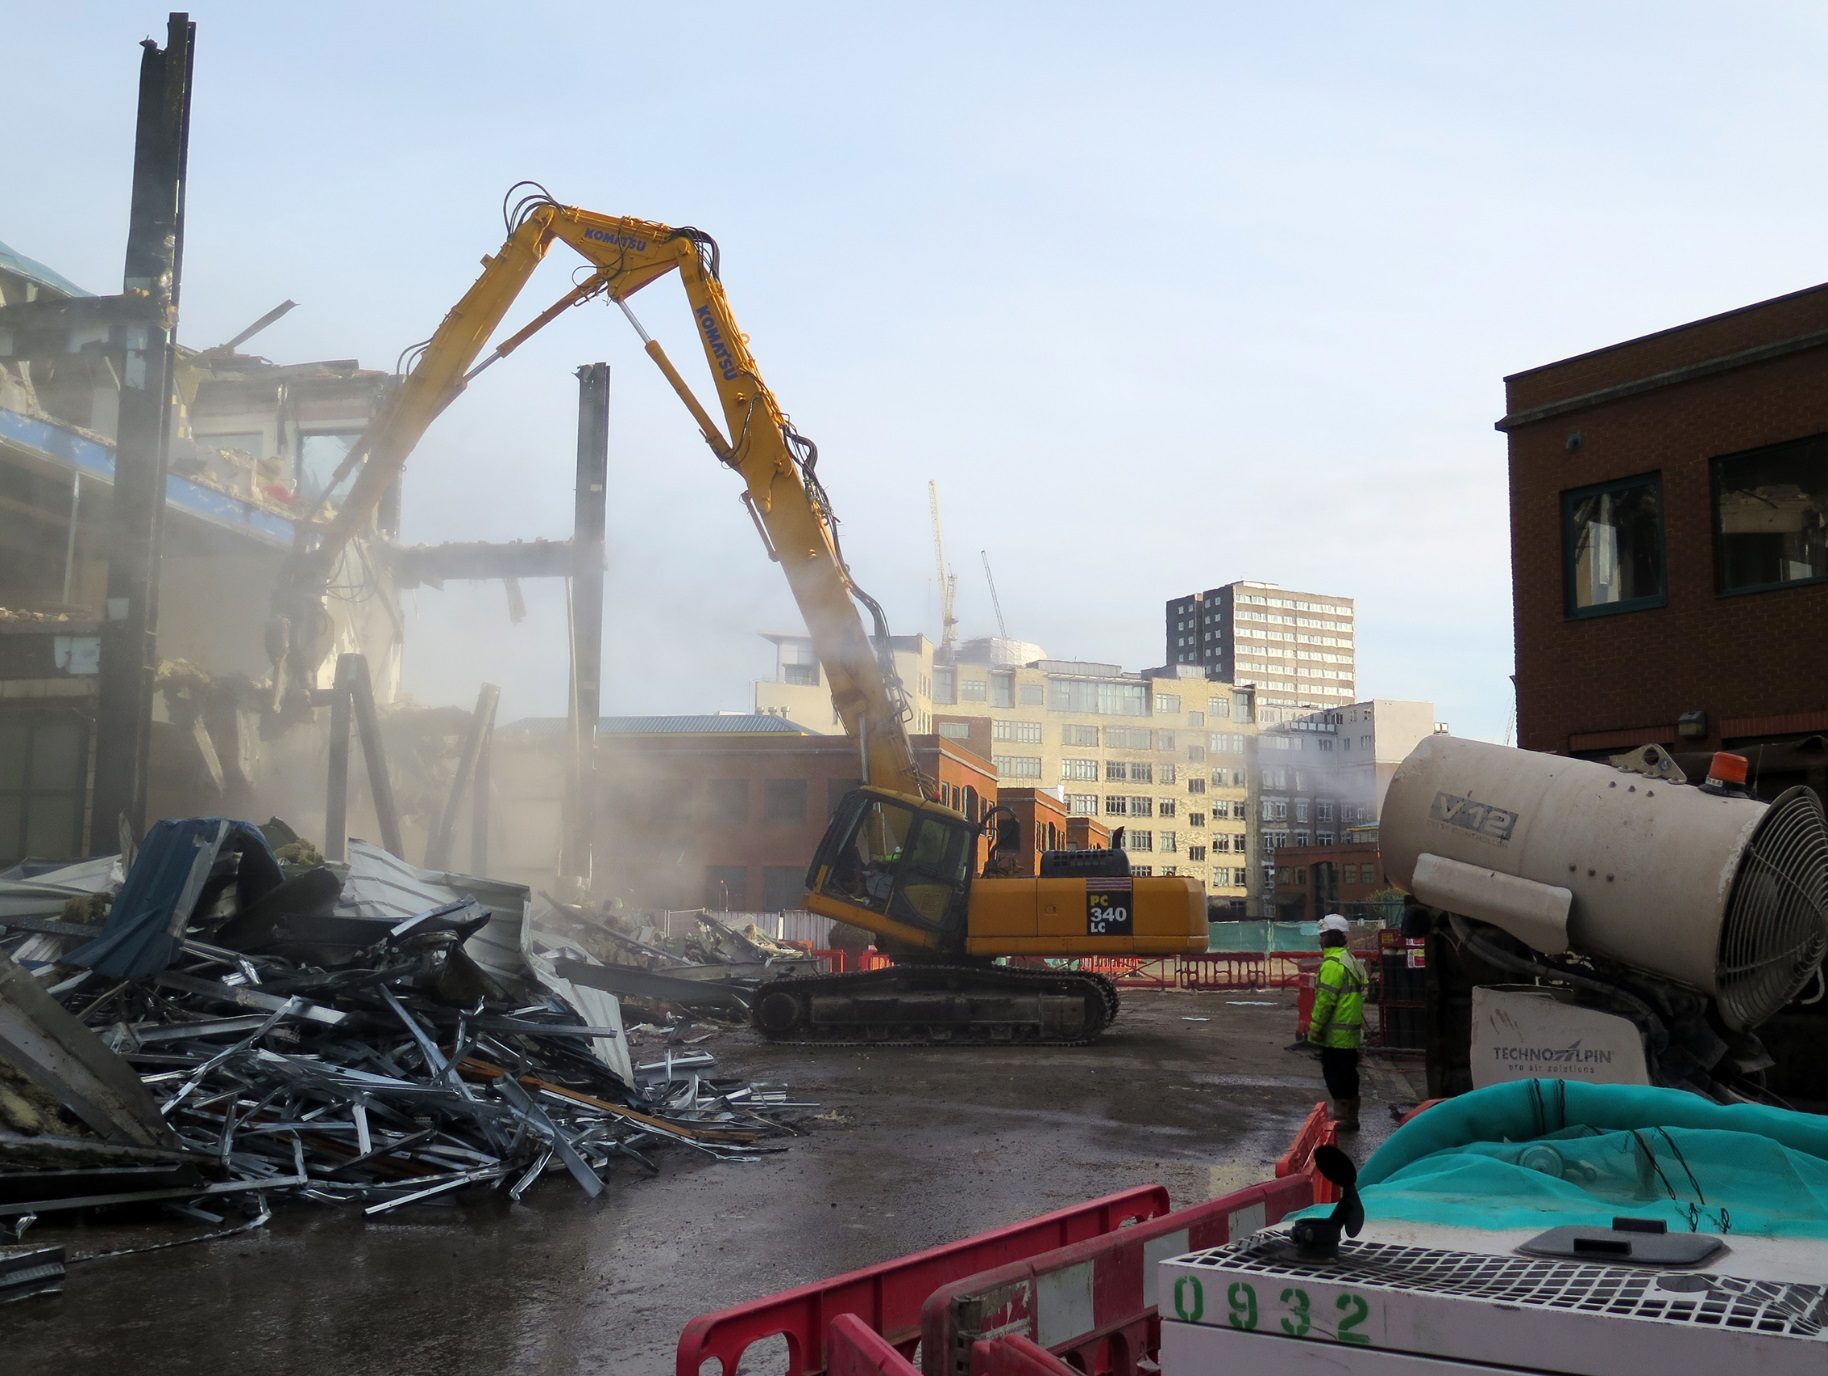 KOMATSU
KOMATSU
V12
PC
340
LC
TECHNOALPIN
pro air solutions
0932